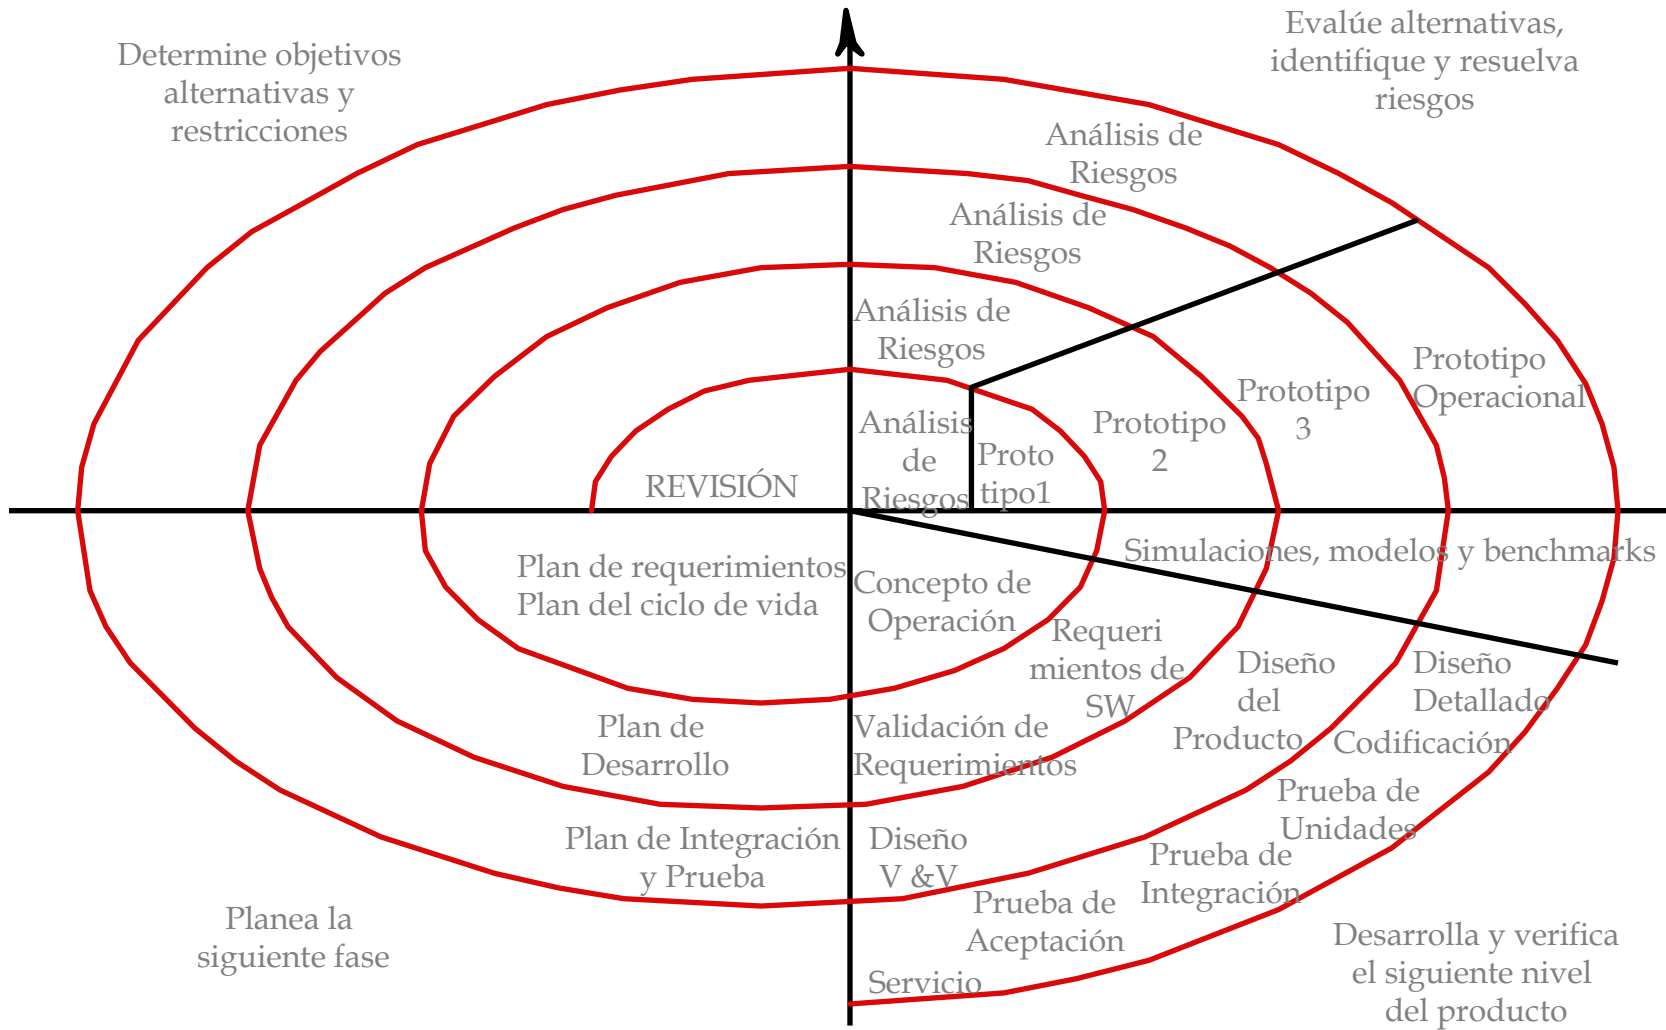 Determine objetivos
alternativas y
restricciones
Evalúe alternativas,
identifique y resuelva
riesgos
Análisis de
Riesgos
Análisis de
Riesgos
Análisis de
Riesgos
Análisis
de
Riesgos
Proto
tipo1
Prototipo
2
Prototipo
3
Prototipo
Operacional
REVISIÓN
Simulaciones, modelos y benchmarks
Plan de requerimientos
Plan del ciclo de vida
Concepto de
Operación
Requeri
mientos de
SW
Diseño
del
Producto
Diseño
Detallado
Plan de
Desarrollo
Validación de
Requerimientos
Codificación
Prueba de
Unidades
Plan de Integración
y Prueba
Diseño
V &V
Prueba de
Integración
Prueba de
Aceptación
Servicio
Planea la
siguiente fase
Desarrolla y verifica
el siguiente nivel
del producto